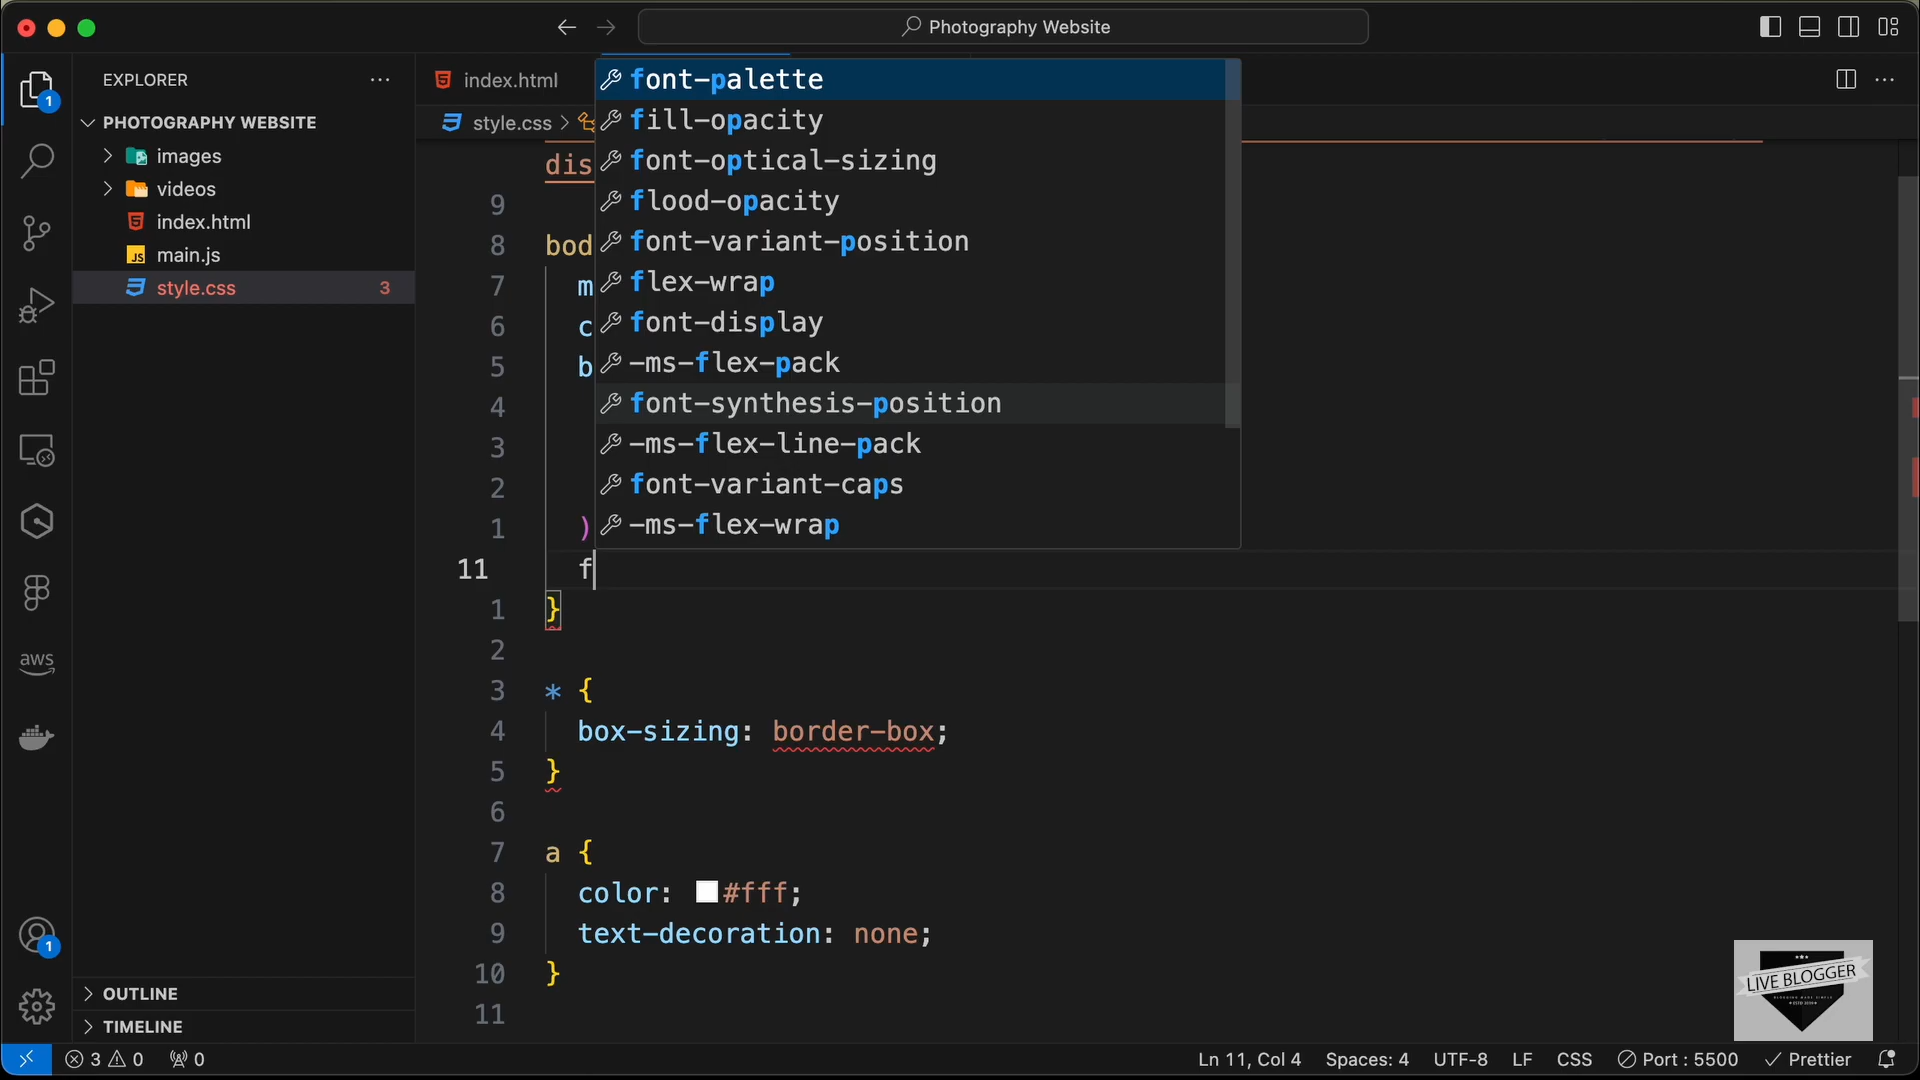 Photography Website
EXPLORER
PHOTOGRAPHY WEBSITE
images
videos
index.html
main.js
style.css
3
1
aws
1
OUTLINE
TIMELINE
index.html
style.css
font-palette
fill-opacity
font-optical-sizing
flood-opacity
font-variant-position
flex-wrap
font-display
-ms-flex-pack
font-synthesis-position
-ms-flex-line-pack
font-variant-caps
-ms-flex-wrap
dis
9
8 bod
7 m
6 c
5 b
4
3
2
1 )
11 f
1 }
2
3 * {
4 box-sizing: border-box;
5 }
6
7 a {
8 color: #fff;
9 text-decoration: none;
10 }
11
LIVE BLOGGER
3 0 0
Ln 11, Col 4 Spaces: 4 UTF-8 LF CSS Port : 5500 Prettier